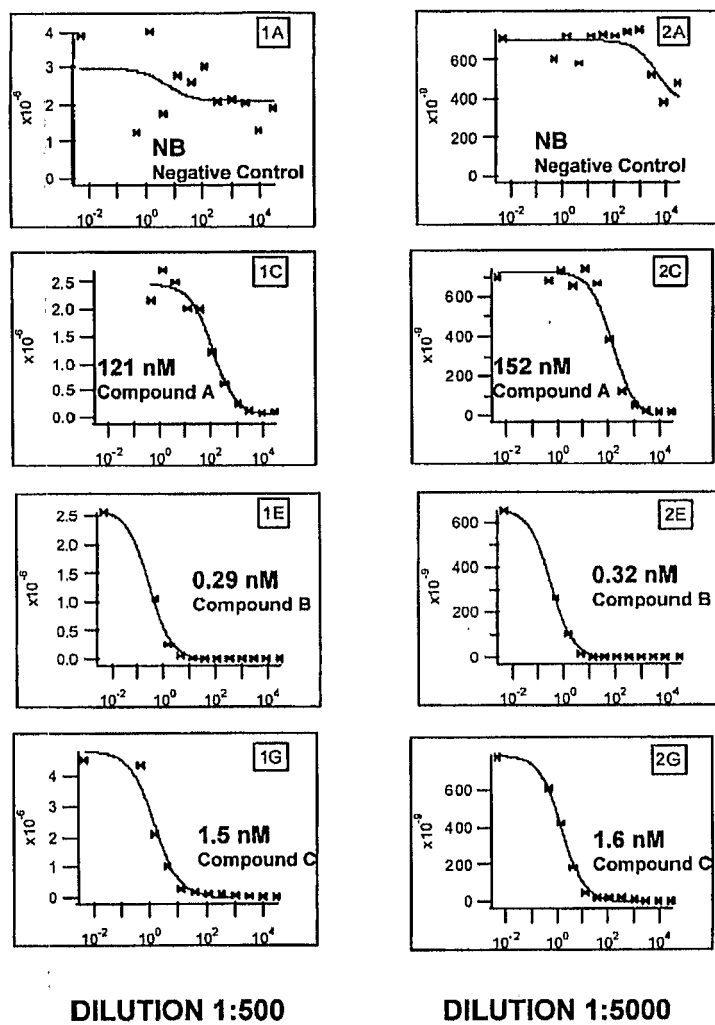 1A
4
3
2
1
0
x10⁻⁶
NB
Negative Control
10⁻² 10⁰ 10² 10⁴
2A
600
400
200
0
x10⁻⁹
NB
Negative Control
10⁻² 10⁰ 10² 10⁴
1C
2.5
2.0
1.5
1.0
0.5
0.0
x10⁻⁶
121 nM
Compound A
10⁻² 10⁰ 10² 10⁴
2C
600
400
200
0
x10⁻⁹
152 nM
Compound A
10⁻² 10⁰ 10² 10⁴
1E
2.5
2.0
1.5
1.0
0.5
0.0
x10⁻⁶
0.29 nM
Compound B
10⁻² 10⁰ 10² 10⁴
2E
600
400
200
0
x10⁻⁹
0.32 nM
Compound B
10⁻² 10⁰ 10² 10⁴
1G
4
3
2
1
0
x10⁻⁶
1.5 nM
Compound C
10⁻² 10⁰ 10² 10⁴
2G
600
400
200
0
x10⁻⁹
1.6 nM
Compound C
10⁻² 10⁰ 10² 10⁴
DILUTION 1:500
DILUTION 1:5000